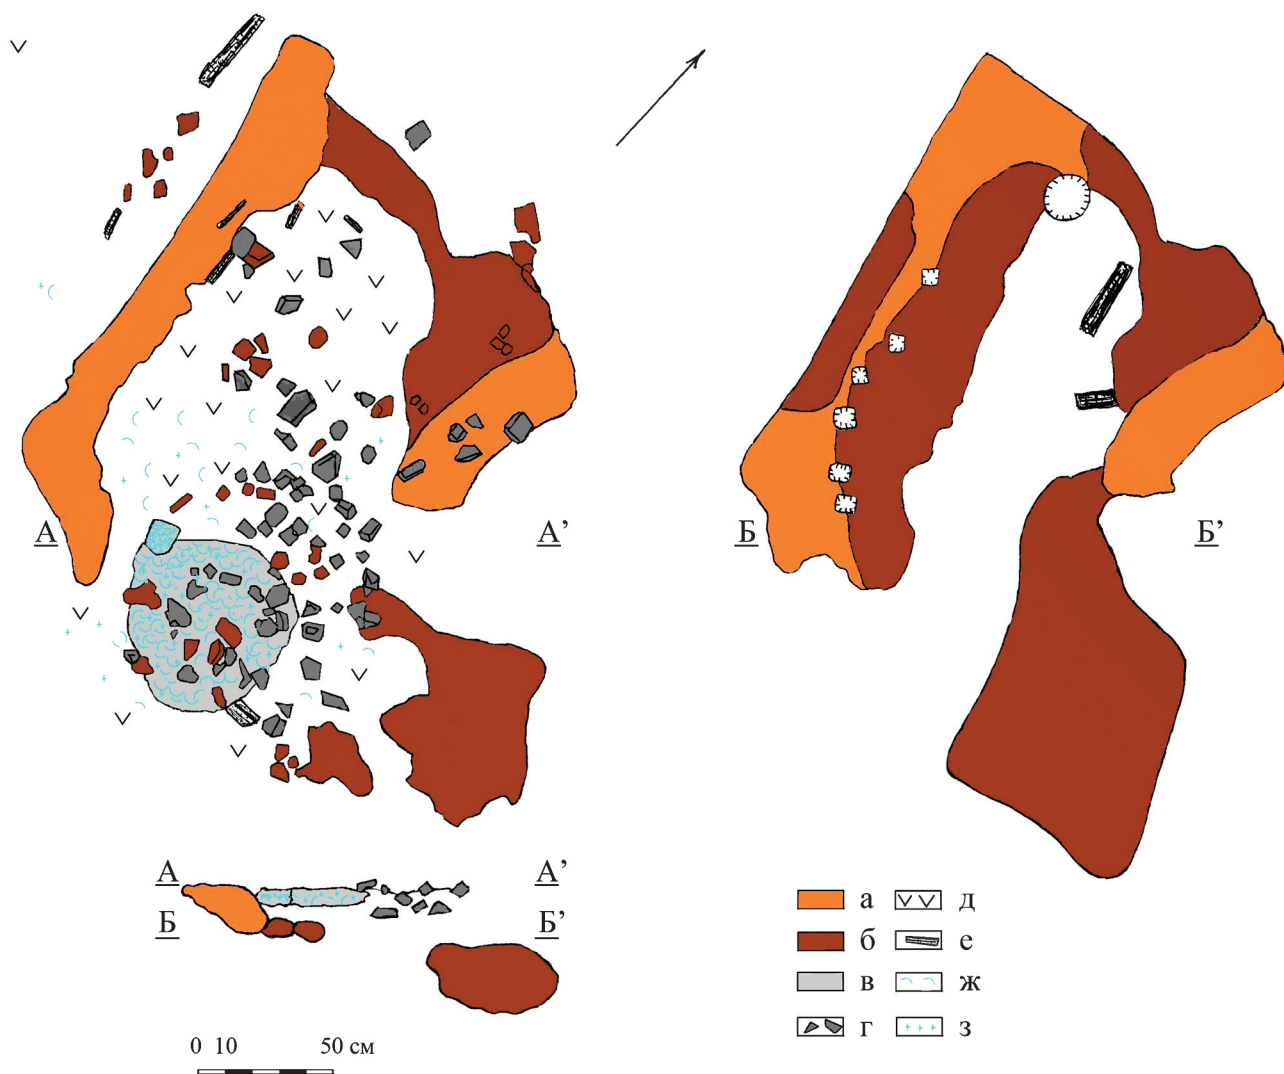 А А’ Б Б’
А А’
Б Б’
а д
б е
в ж
г з
0 10 50 см